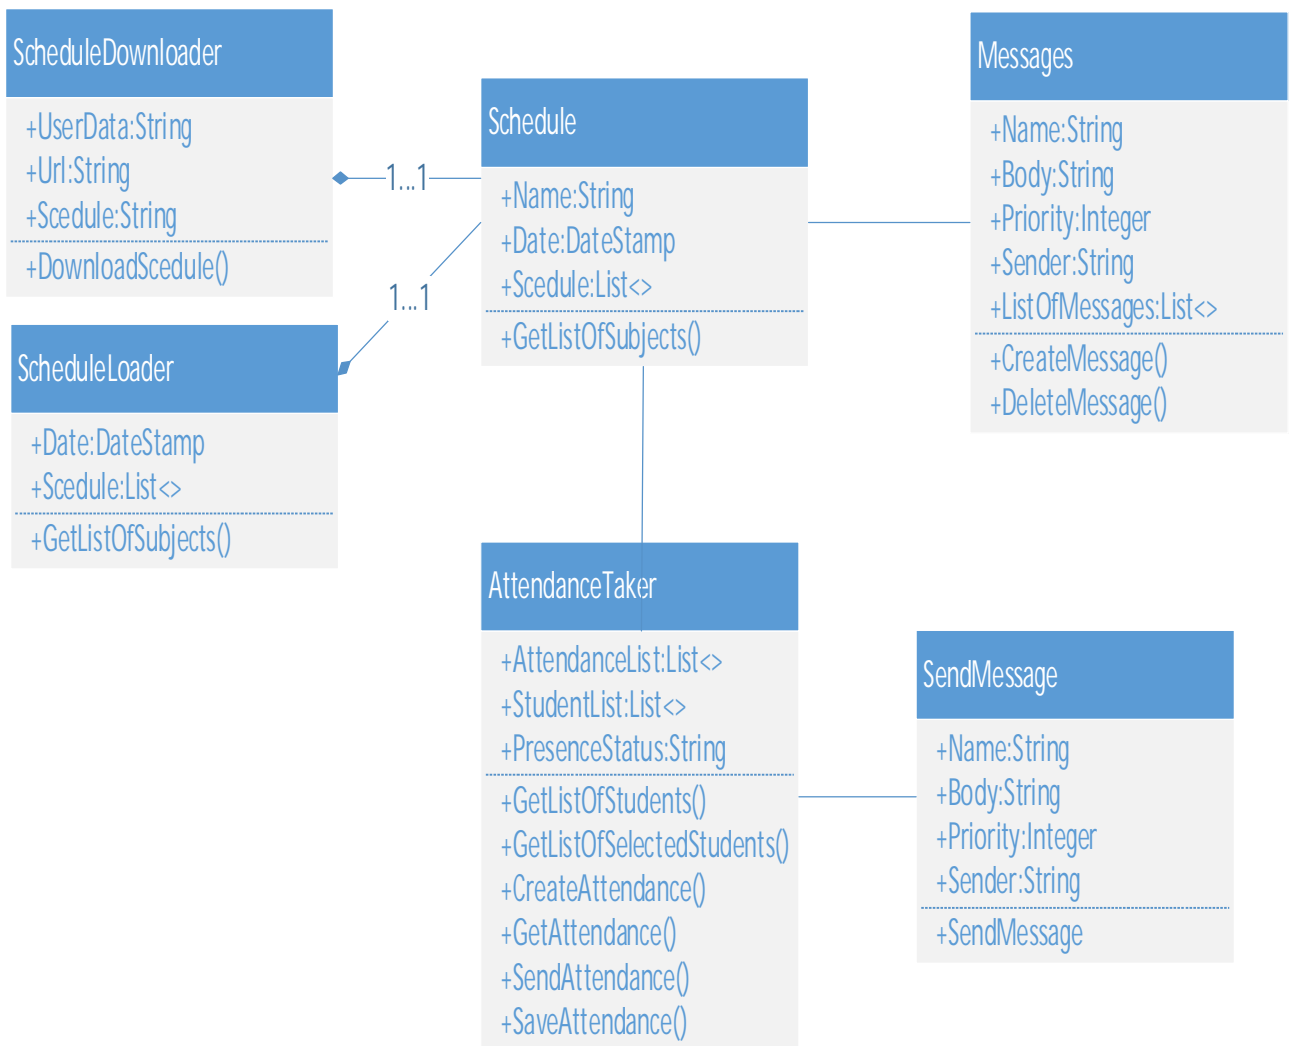 ScheduleDownloader
+UserData:String
+Url:String
+Scedule:String
+DownloadScedule()
1...1
1...1
ScheduleLoader
+Date:DateStamp
+Scedule:List<>
+GetListOfSubjects()
Schedule
+Name:String
+Date:DateStamp
+Scedule:List<>
+GetListOfSubjects()
Messages
+Name:String
+Body:String
+Priority:Integer
+Sender:String
+ListOfMessages:List<>
+CreateMessage()
+DeleteMessage()
AttendanceTaker
+AttendanceList:List<>
+StudentList:List<>
+PresenceStatus:String
+GetListOfStudents()
+GetListOfSelectedStudents()
+CreateAttendance()
+GetAttendance()
+SendAttendance()
+SaveAttendance()
SendMessage
+Name:String
+Body:String
+Priority:Integer
+Sender:String
+SendMessage